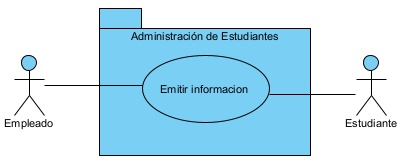 Administración de Estudiantes
Emitir informacion
Empleado
Estudiante